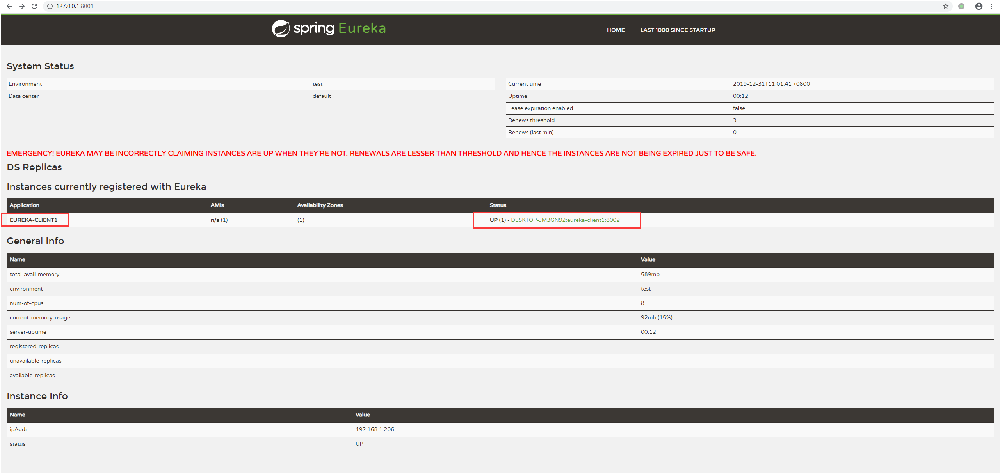 127.0.0.1:8001
spring Eureka
HOME LAST 1000 SINCE STARTUP
System Status
Environment test
Data center default
Current time 2019-12-31T11:01:41 +0800
Uptime 00:12
Lease expiration enabled false
Renews threshold 3
Renews (last min) 0
EMERGENCY! EUREKA MAY BE INCORRECTLY CLAIMING INSTANCES ARE UP WHEN THEY'RE NOT. RENEWALS ARE LESSER THAN THRESHOLD AND HENCE THE INSTANCES ARE NOT BEING EXPIRED JUST TO BE SAFE.
DS Replicas
Instances currently registered with Eureka
Application AMIs Availability Zones Status
EUREKA-CLIENT1 n/a (1) (1) UP (1) - DESKTOP-JM3GN92:eureka-client1:8002
General Info
Name Value
total-avail-memory 589mb
environment test
num-of-cpus 8
current-memory-usage 92mb (15%)
server-uptime 00:12
registered-replicas
unavailable-replicas
available-replicas
Instance Info
Name Value
ipAddr 192.168.1.206
status UP